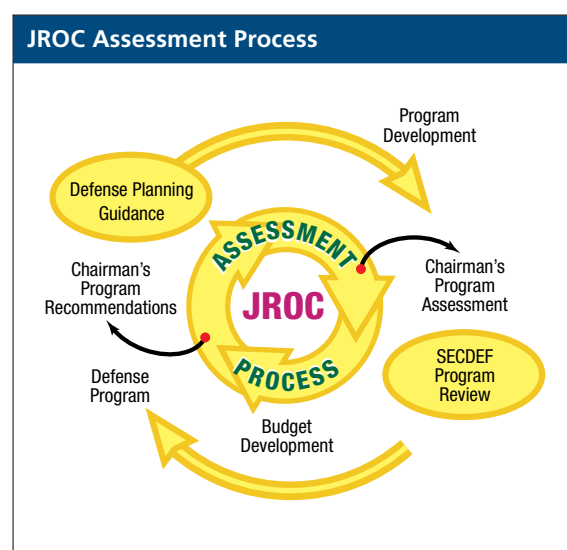 JROC Assessment Process
Program
Development
Defense Planning
Guidance
ASSESSMENT
Chairman's
Program
Recommendations
JROC
Chairman's
Program
Assessment
PROCESS
SECDEF
Program
Review
Defense
Program
Budget
Development